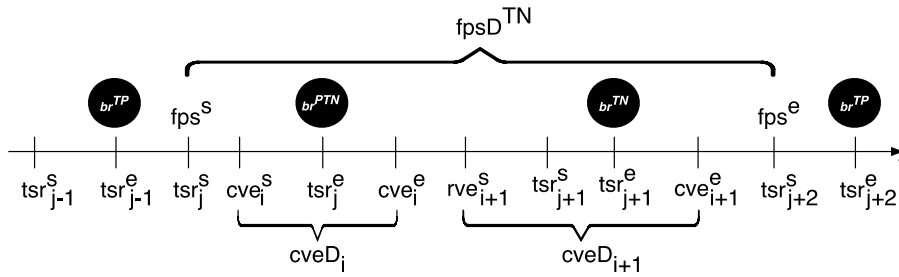 fpsD^TN
br^TP fps^s br^PTN br^TN fps^e br^TP
tsr^s_j-1 tsr^e_j-1 tsr^s_j cve^s_i tsr^e_j cve^e_i rve^s_i+1 tsr^s_j+1 tsr^e_j+1 cve^e_i+1 tsr^s_j+2 tsr^e_j+2
cveD_i cveD_i+1